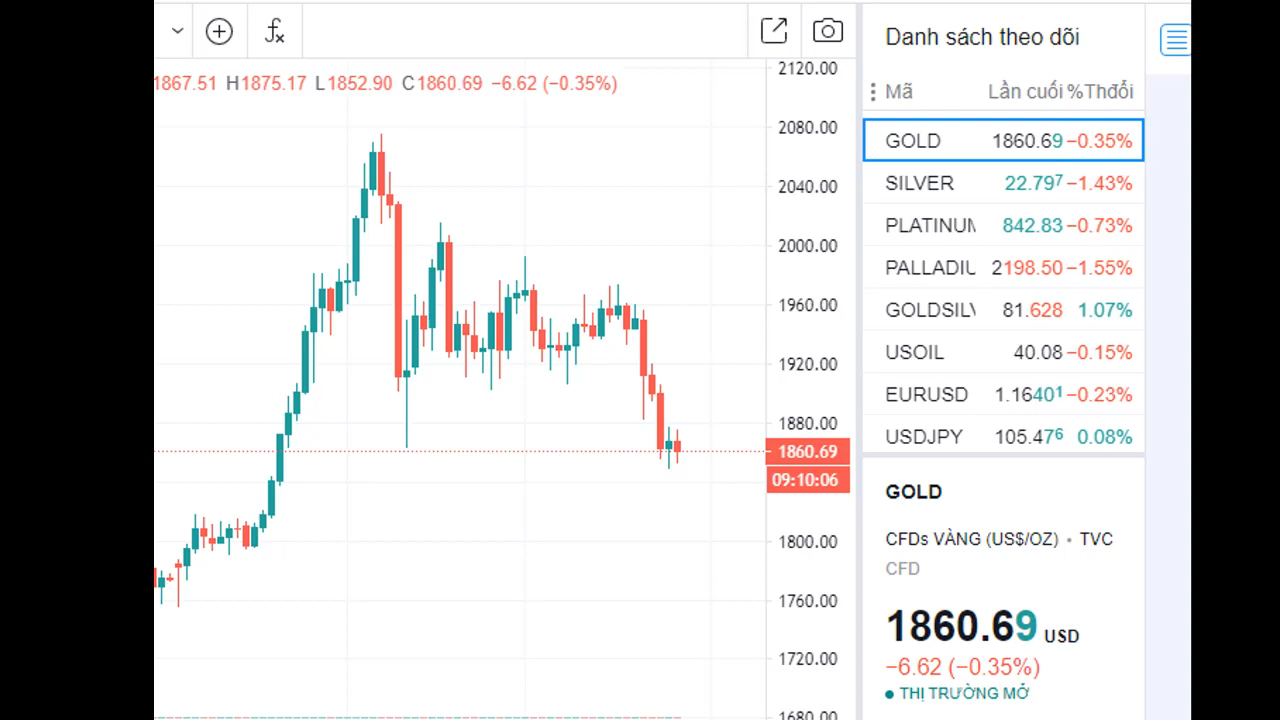 1867.51 H1875.17 L1852.90 C1860.69 −6.62 (−0.35%)
2120.00
2080.00
2040.00
2000.00
1960.00
1920.00
1880.00
1860.69
09:10:06
1800.00
1760.00
1720.00
1680.00
Danh sách theo dõi
Mã Lần cuối %Thđổi
GOLD 1860.69 −0.35%
SILVER 22.797 −1.43%
PLATINUM 842.83 −0.73%
PALLADIU 2198.50 −1.55%
GOLDSILV 81.628 1.07%
USOIL 40.08 −0.15%
EURUSD 1.16401 −0.23%
USDJPY 105.476 0.08%
GOLD
CFDs VÀNG (US$/OZ) • TVC
CFD
1860.69 USD
−6.62 (−0.35%)
THỊ TRƯỜNG MỞ